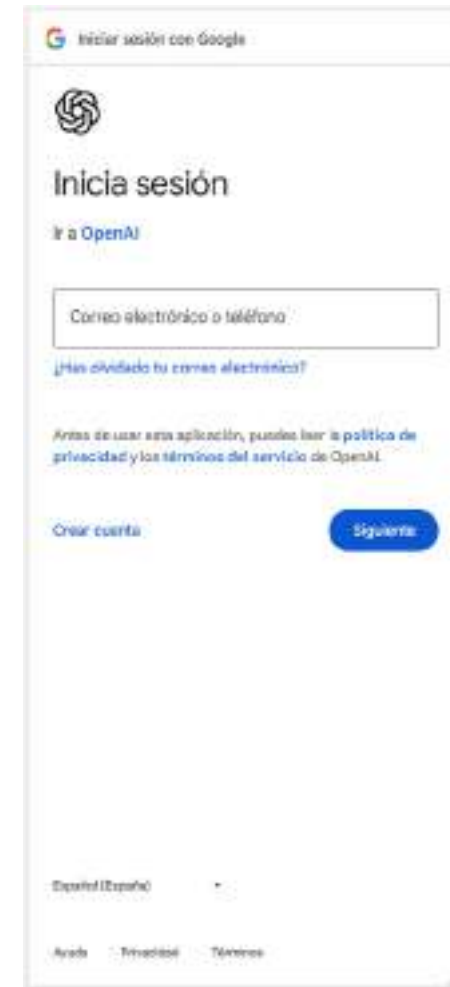 Iniciar sesión con Google
Inicia sesión
Ir a OpenAI
Correo electrónico o teléfono
¿Has olvidado tu correo electrónico?
Antes de usar esta aplicación, puedes leer la política de
privacidad y los términos del servicio de OpenAI.
Crear cuenta
Siguiente
Español (España)
Ayuda Privacidad Términos